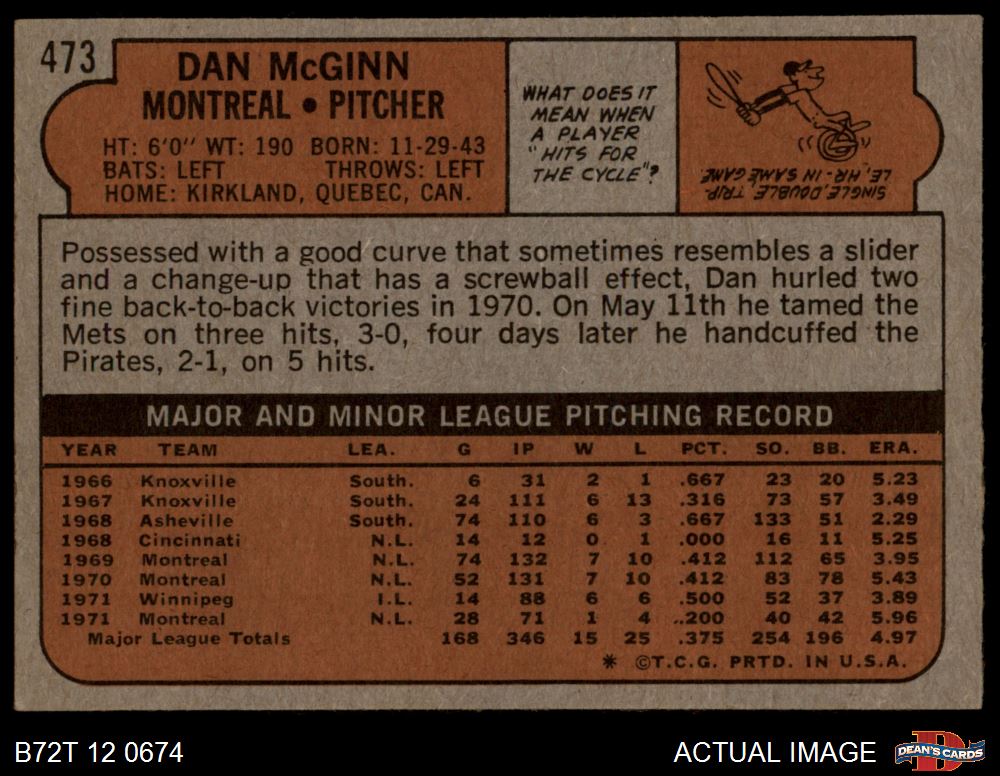 473
DAN McGINN
MONTREAL • PITCHER
HT: 6'0" WT: 190 BORN: 11-29-43
BATS: LEFT THROWS: LEFT
HOME: KIRKLAND, QUEBEC, CAN.
WHAT DOES IT
MEAN WHEN
A PLAYER
"HITS FOR
THE CYCLE"?
SINGLE, DOUBLE, TRIP-
LE, HR - IN SAME GAME
Possessed with a good curve that sometimes resembles a slider
and a change-up that has a screwball effect, Dan hurled two
fine back-to-back victories in 1970. On May 11th he tamed the
Mets on three hits, 3-0, four days later he handcuffed the
Pirates, 2-1, on 5 hits.
MAJOR AND MINOR LEAGUE PITCHING RECORD
YEAR TEAM LEA. G IP W L PCT. SO. BB. ERA.
1966 Knoxville South. 6 31 2 1 .667 23 20 5.23
1967 Knoxville South. 24 111 6 13 .316 73 57 3.49
1968 Asheville South. 74 110 6 3 .667 133 51 2.29
1968 Cincinnati N.L. 14 12 0 1 .000 16 11 5.25
1969 Montreal N.L. 74 132 7 10 .412 112 65 3.95
1970 Montreal N.L. 52 131 7 10 .412 83 78 5.43
1971 Winnipeg I.L. 14 88 6 6 .500 52 37 3.89
1971 Montreal N.L. 28 71 1 4 .200 40 42 5.96
Major League Totals 168 346 15 25 .375 254 196 4.97
* ©T.C.G. PRTD. IN U.S.A.
B72T 12 0674 ACTUAL IMAGE DEAN'S CARDS